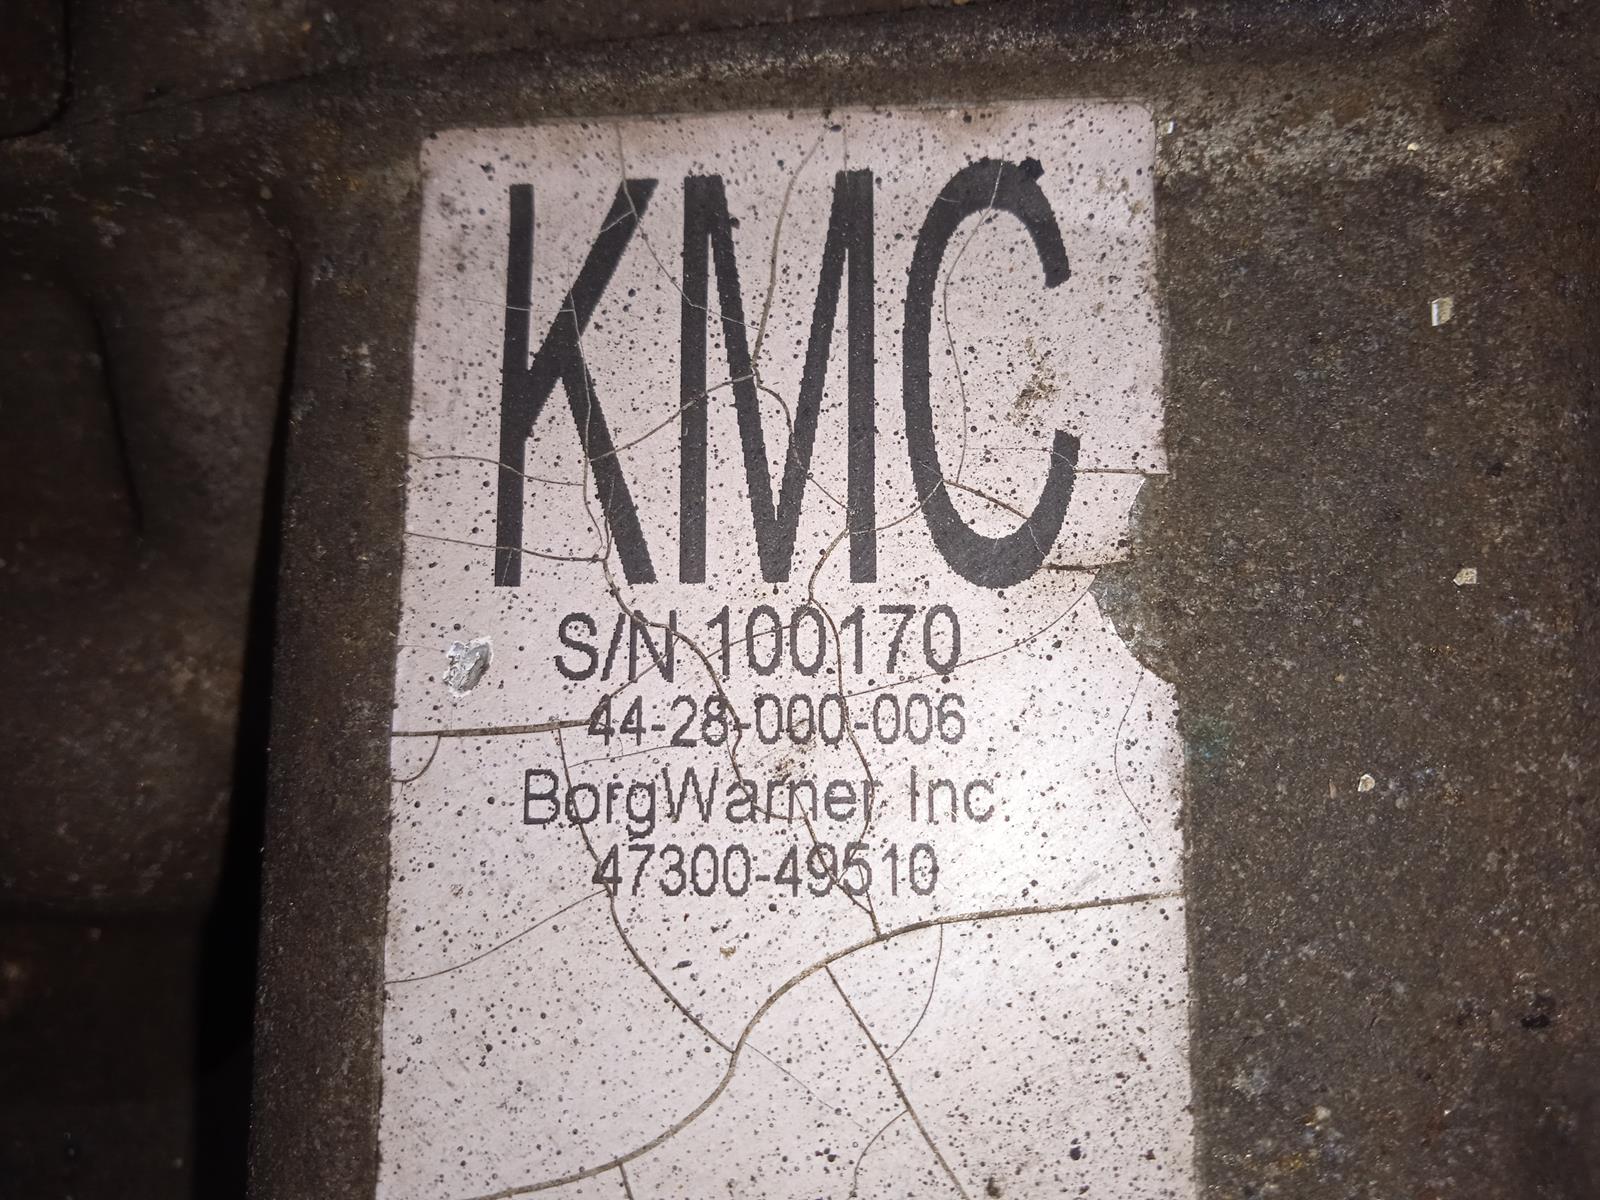 KMC
S/N 100170
44-28-000-006
BorgWarner Inc.
47300-49510